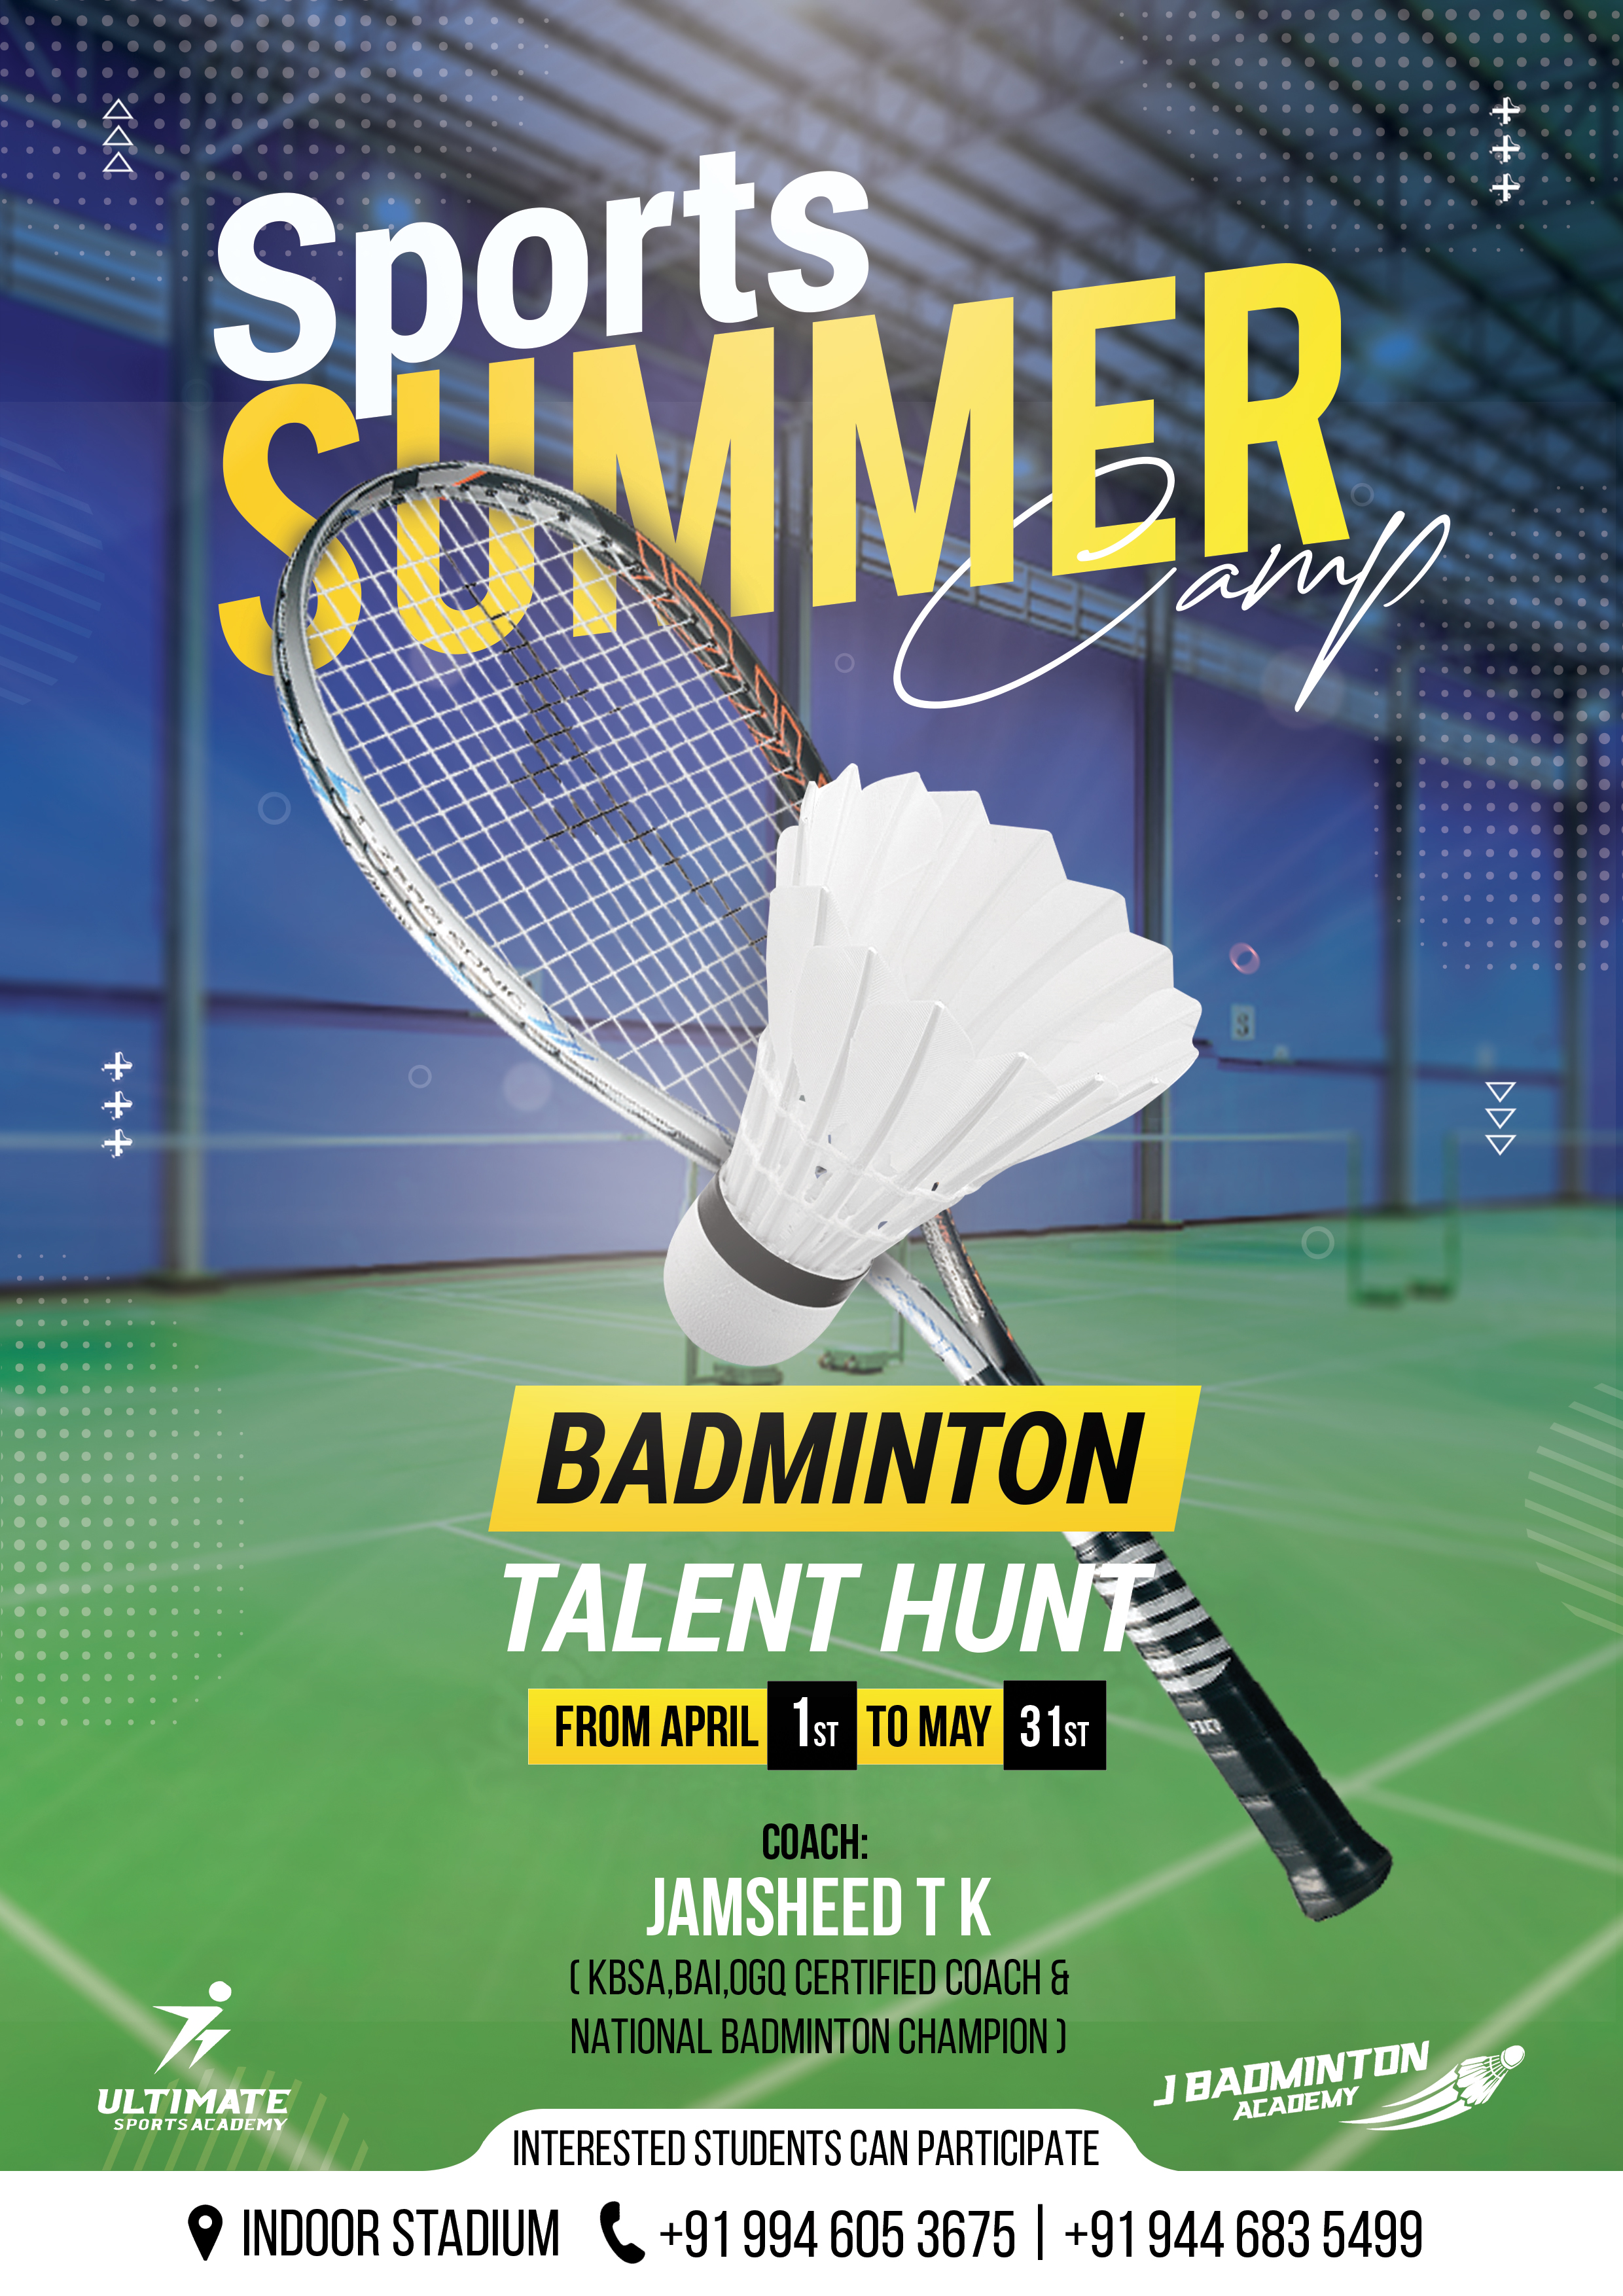 Sports
SUMMER
Camp
3
BADMINTON
TALENT HUNT
FROM APRIL 1ST TO MAY 31ST
COACH:
JAMSHEED T K
( KBSA,BAI,OGQ CERTIFIED COACH &
NATIONAL BADMINTON CHAMPION )
ULTIMATE
SPORTS ACADEMY
J BADMINTON
ACADEMY
INTERESTED STUDENTS CAN PARTICIPATE
INDOOR STADIUM +91 994 605 3675 | +91 944 683 5499